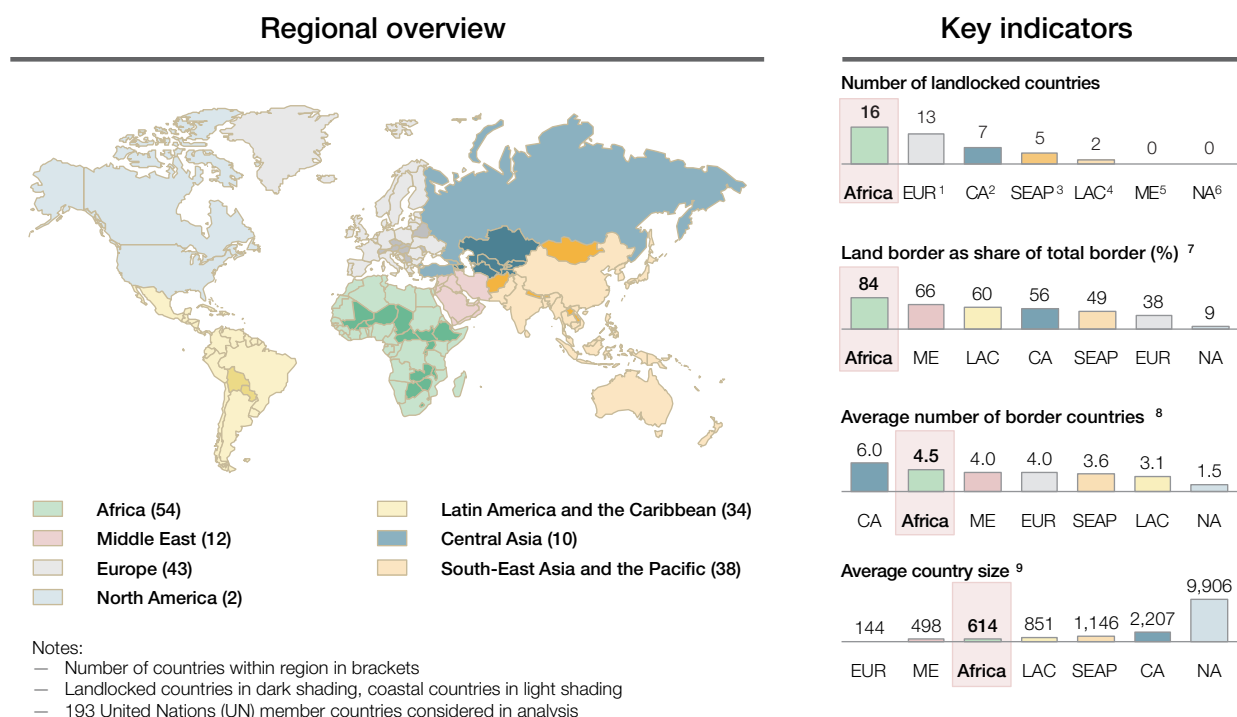 Regional overview
Africa (54)
Middle East (12)
Europe (43)
North America (2)
Latin America and the Caribbean (34)
Central Asia (10)
South-East Asia and the Pacific (38)
Notes:
— Number of countries within region in brackets
— Landlocked countries in dark shading, coastal countries in light shading
— 193 United Nations (UN) member countries considered in analysis
Key indicators
Number of landlocked countries
16 13 7 5 2 0 0
Africa EUR¹ CA² SEAP³ LAC⁴ ME⁵ NA⁶
Land border as share of total border (%) ⁷
84 66 60 56 49 38 9
Africa ME LAC CA SEAP EUR NA
Average number of border countries ⁸
6.0 4.5 4.0 4.0 3.6 3.1 1.5
CA Africa ME EUR SEAP LAC NA
Average country size ⁹
144 498 614 851 1,146 2,207 9,906
EUR ME Africa LAC SEAP CA NA